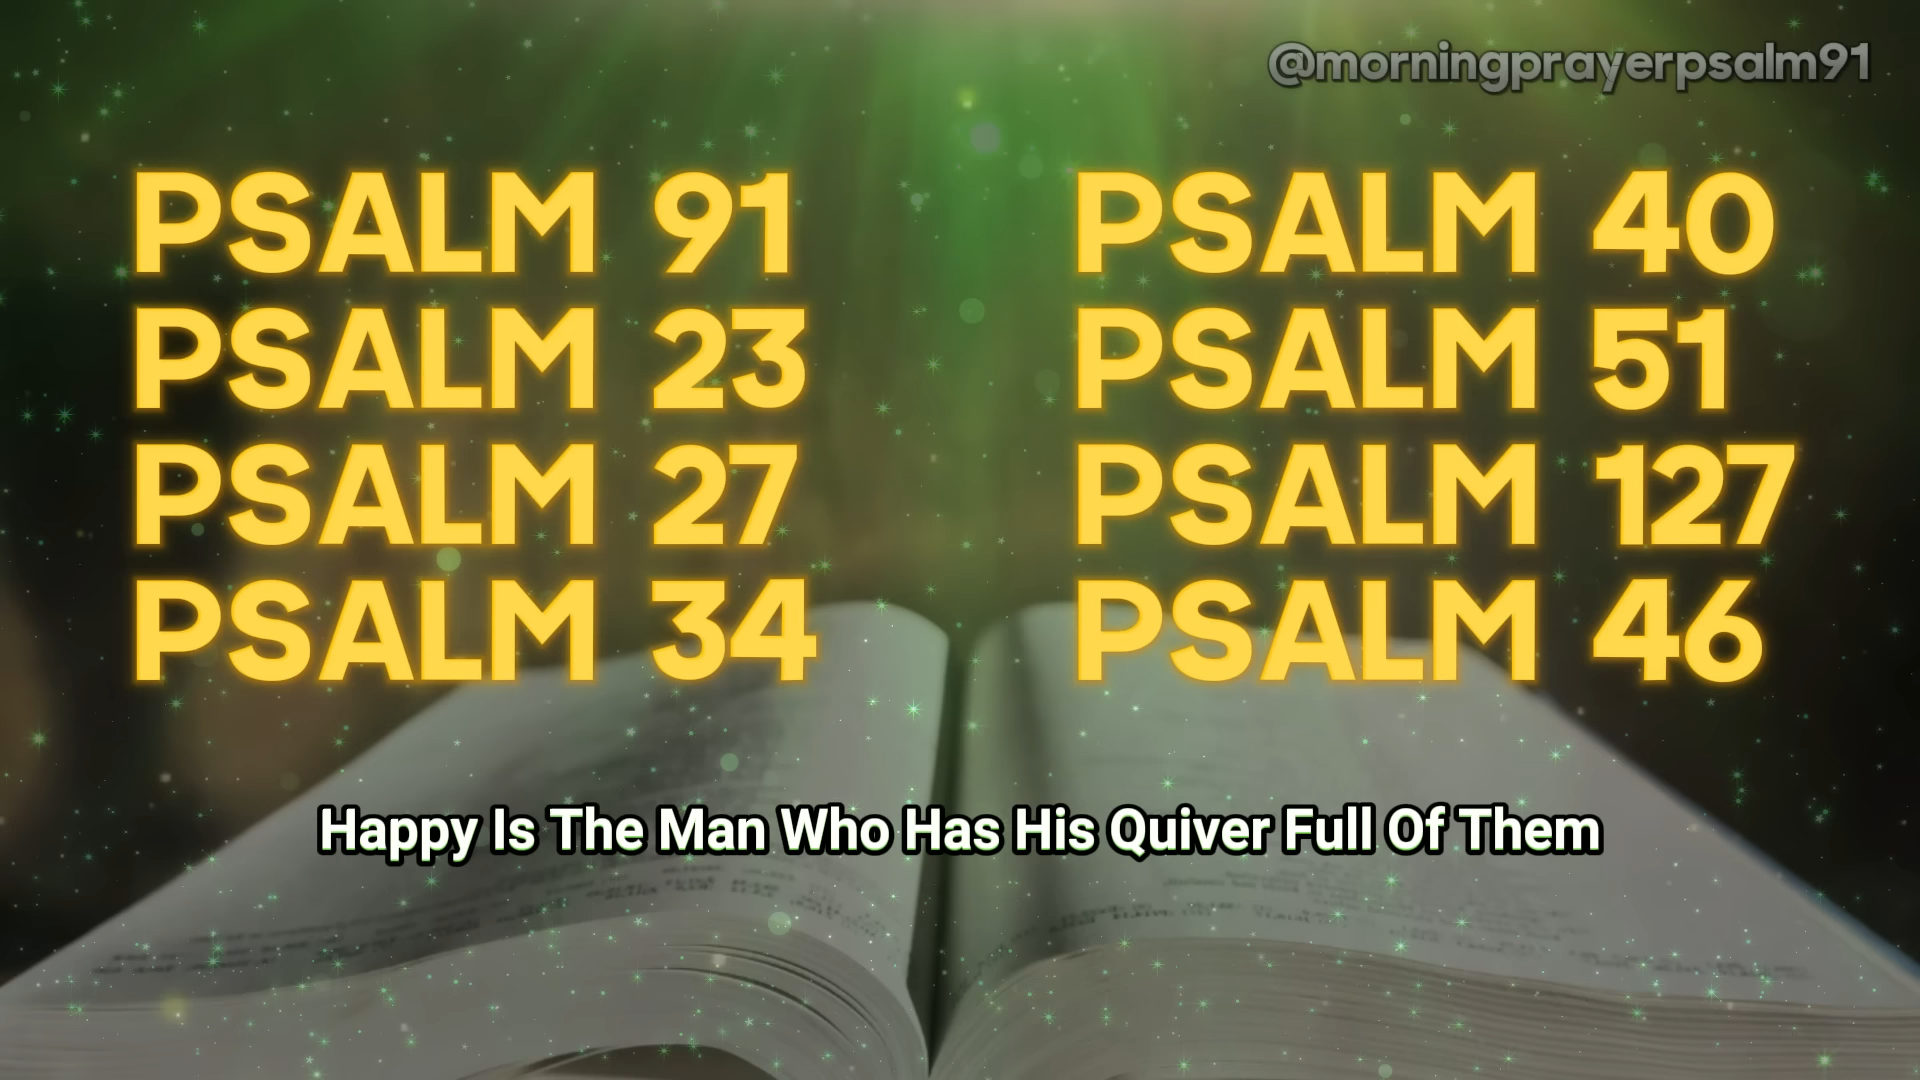 @morningprayerpsalm91
PSALM 91
PSALM 23
PSALM 27
PSALM 34
PSALM 40
PSALM 51
PSALM 127
PSALM 46
Happy Is The Man Who Has His Quiver Full Of Them